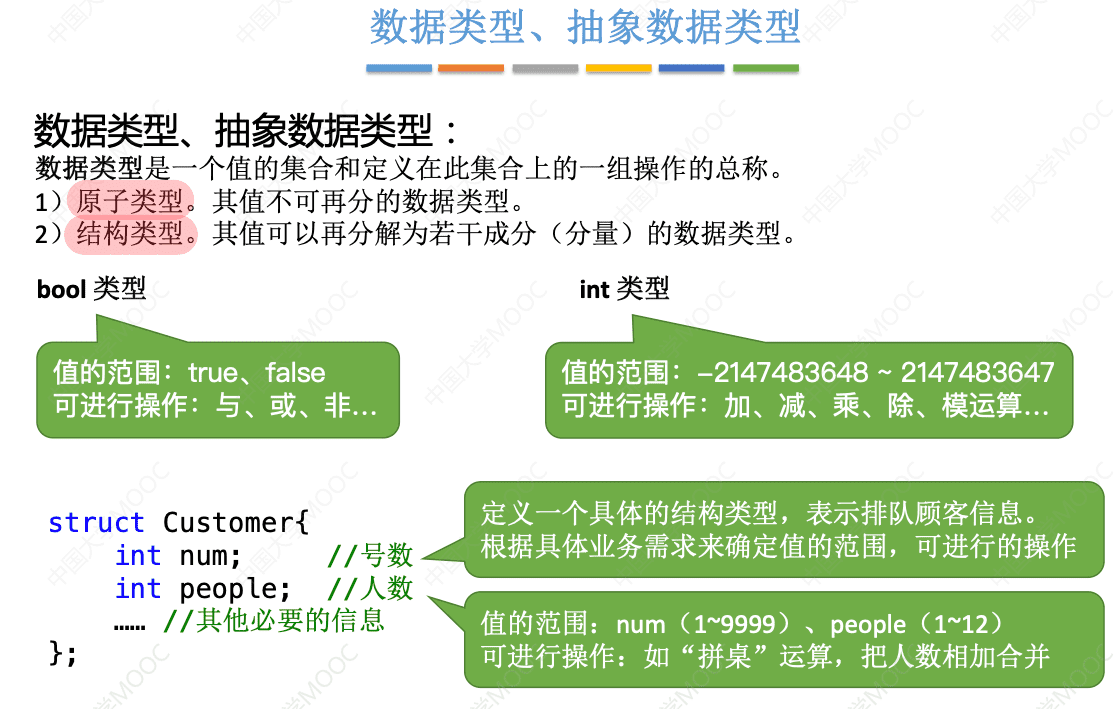 数据类型、抽象数据类型
数据类型、抽象数据类型：
数据类型是一个值的集合和定义在此集合上的一组操作的总称。
1）原子类型。其值不可再分的数据类型。
2）结构类型。其值可以再分解为若干成分（分量）的数据类型。
bool 类型
int 类型
值的范围：true、false
可进行操作：与、或、非…
值的范围：-2147483648 ~ 2147483647
可进行操作：加、减、乘、除、模运算…
struct Customer{
int num; //号数
int people; //人数
…… //其他必要的信息
};
定义一个具体的结构类型，表示排队顾客信息。
根据具体业务需求来确定值的范围，可进行的操作
值的范围：num（1~9999）、people（1~12）
可进行操作：如“拼桌”运算，把人数相加合并
中国大学MOOC